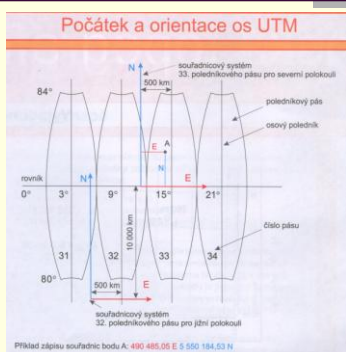 Počátek a orientace os UTM
souřadnicový systém
33. poledníkového pásu pro severní polokouli
N
500 km
84°
poledníkový pás
osový poledník
E
A
N
N
rovník
E
0°
3°
9°
15°
21°
10 000 km
číslo pásu
31
32
33
34
80°
500 km
E
souřadnicový systém
32. poledníkového pásu pro jižní polokouli
Příklad zápisu souřadnic bodu A: 490 485,05 E 5 550 184,53 N